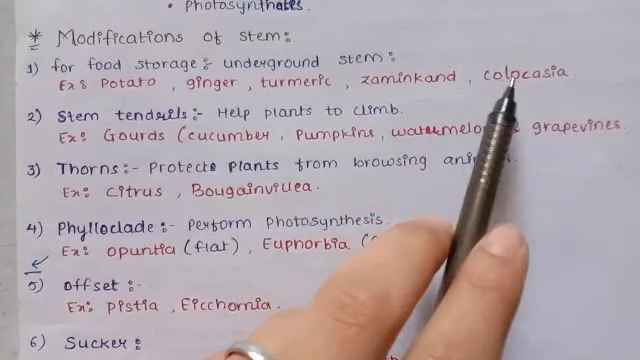 • Photosynthates.
* Modifications of stem:
1) for food storage:- underground stem:
Ex: Potato, ginger, turmeric, zaminkand, colocasia
2) Stem tendrils:- Help plants to climb.
Ex: Gourds (cucumber, Pumpkins, watermelon grapevines
3) Thorns:- Protects Plants from browsing
Ex: citrus, Bougainvillea.
4) Phylloclade:- Perform Photosynthesis.
Ex: opuntia (flat), Euphorbia (
5) offset:-
Ex: Pistia, Eicchornia.
6) Sucker: